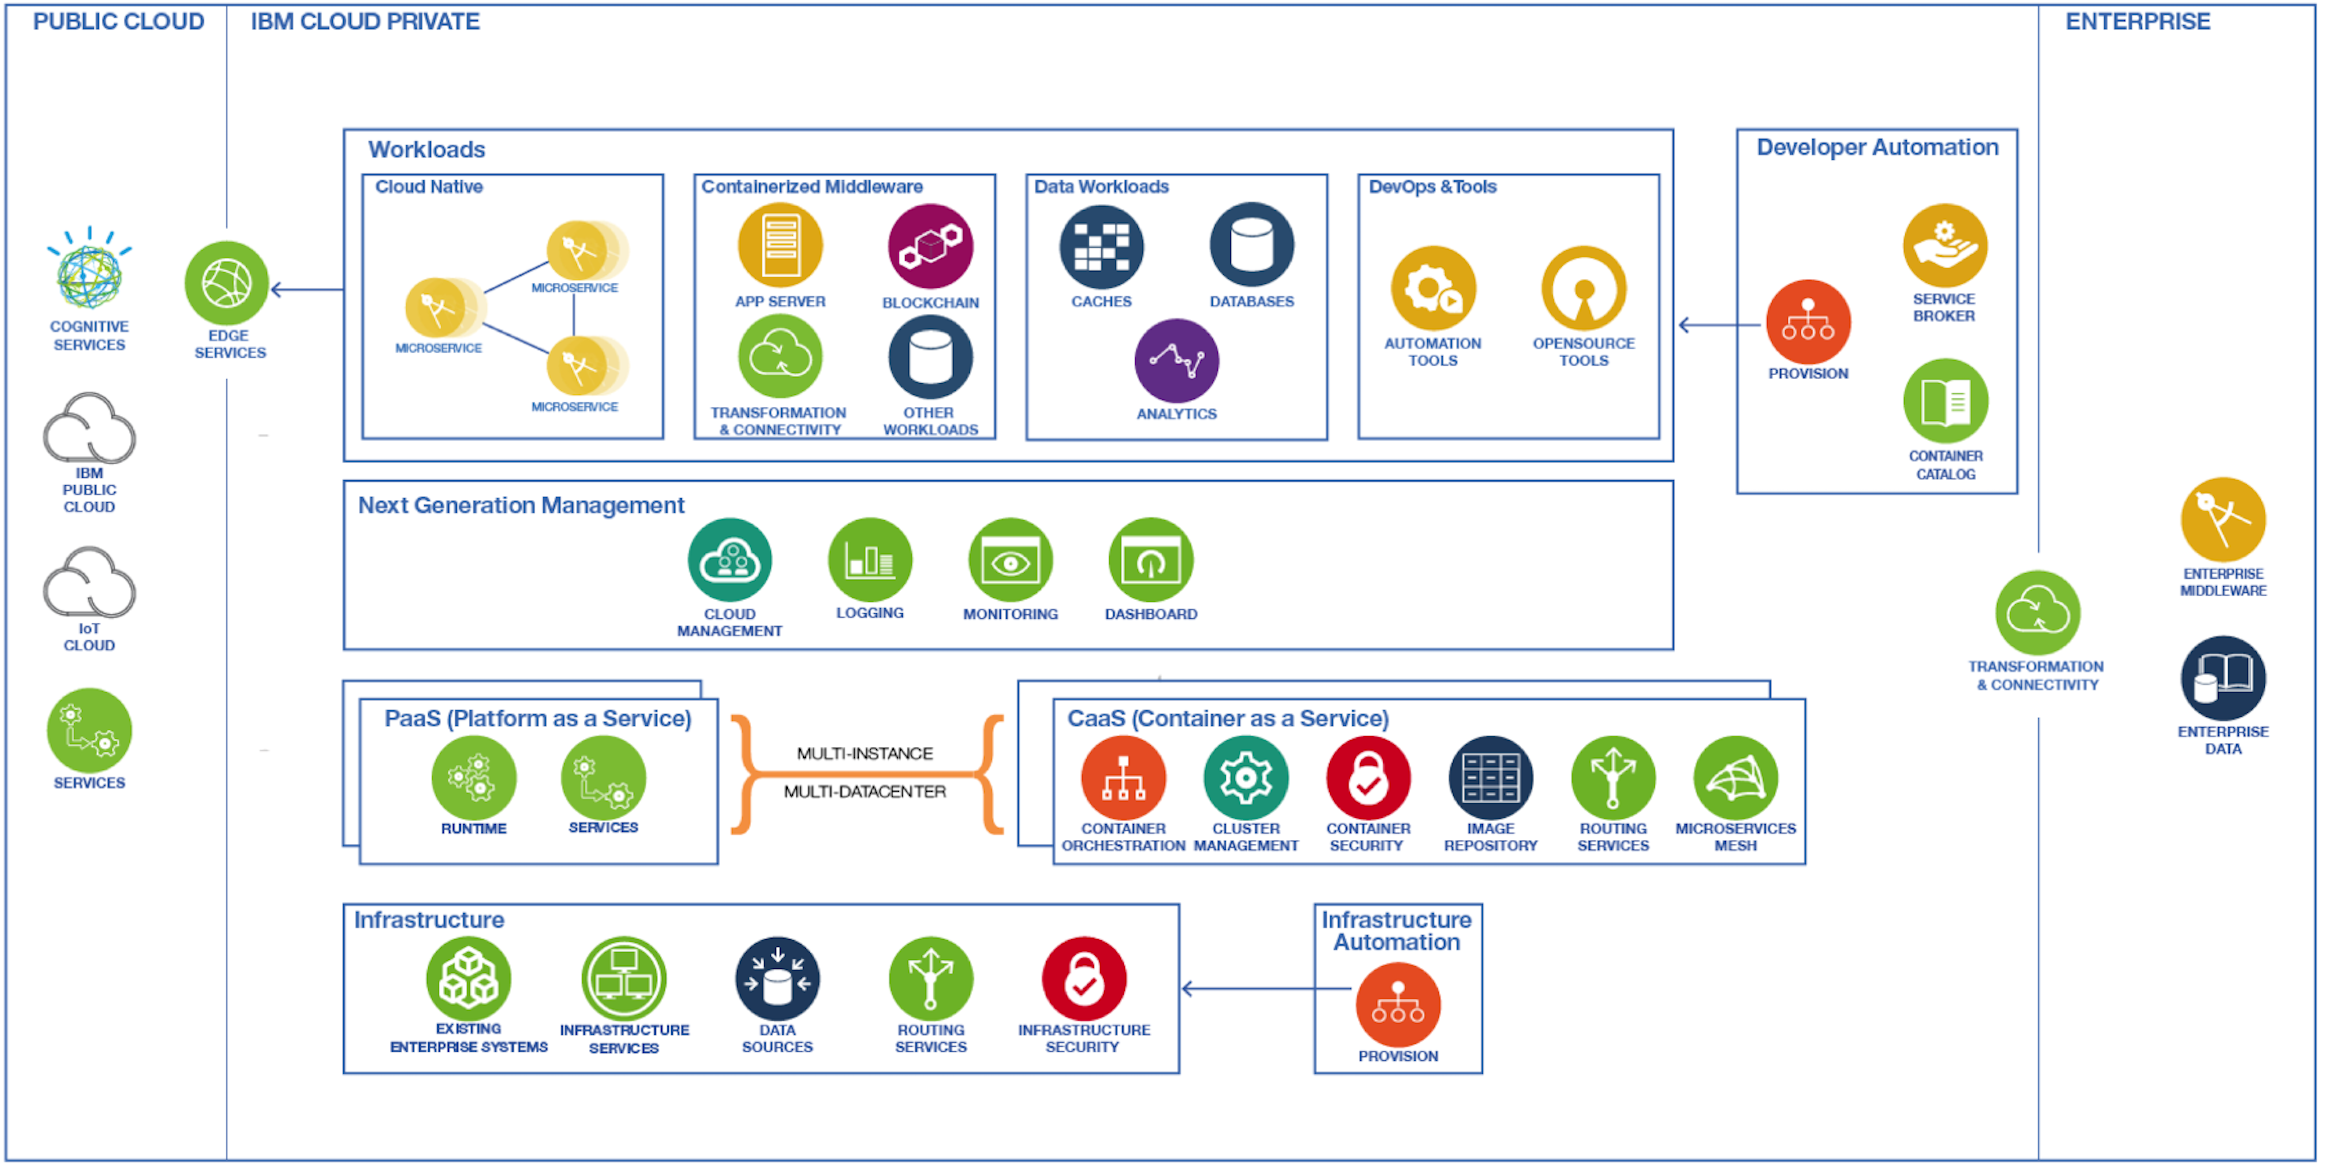 PUBLIC CLOUD
IBM CLOUD PRIVATE
ENTERPRISE
COGNITIVE
SERVICES
IBM
PUBLIC
CLOUD
IoT
CLOUD
SERVICES
EDGE
SERVICES
Workloads
Cloud Native
MICROSERVICE
MICROSERVICE
MICROSERVICE
Containerized Middleware
APP SERVER
BLOCKCHAIN
TRANSFORMATION
& CONNECTIVITY
OTHER
WORKLOADS
Data Workloads
CACHES
DATABASES
ANALYTICS
DevOps &Tools
AUTOMATION
TOOLS
OPENSOURCE
TOOLS
Developer Automation
PROVISION
SERVICE
BROKER
CONTAINER
CATALOG
Next Generation Management
CLOUD
MANAGEMENT
LOGGING
MONITORING
DASHBOARD
PaaS (Platform as a Service)
RUNTIME
SERVICES
MULTI-INSTANCE
MULTI-DATACENTER
CaaS (Container as a Service)
CONTAINER
ORCHESTRATION
CLUSTER
MANAGEMENT
CONTAINER
SECURITY
IMAGE
REPOSITORY
ROUTING
SERVICES
MICROSERVICES
MESH
Infrastructure
EXISTING
ENTERPRISE SYSTEMS
INFRASTRUCTURE
SERVICES
DATA
SOURCES
ROUTING
SERVICES
INFRASTRUCTURE
SECURITY
Infrastructure
Automation
PROVISION
TRANSFORMATION
& CONNECTIVITY
ENTERPRISE
MIDDLEWARE
ENTERPRISE
DATA